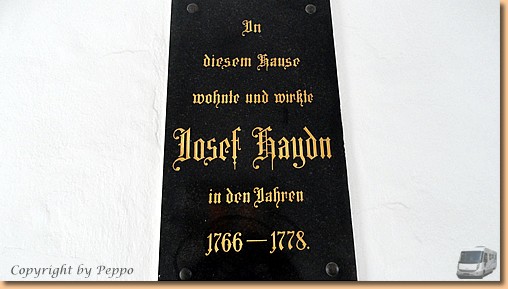 In
diesem Hause
wohnte und wirkte
Josef Haydn
in den Jahren
1766—1778.
Copyright by Peppo